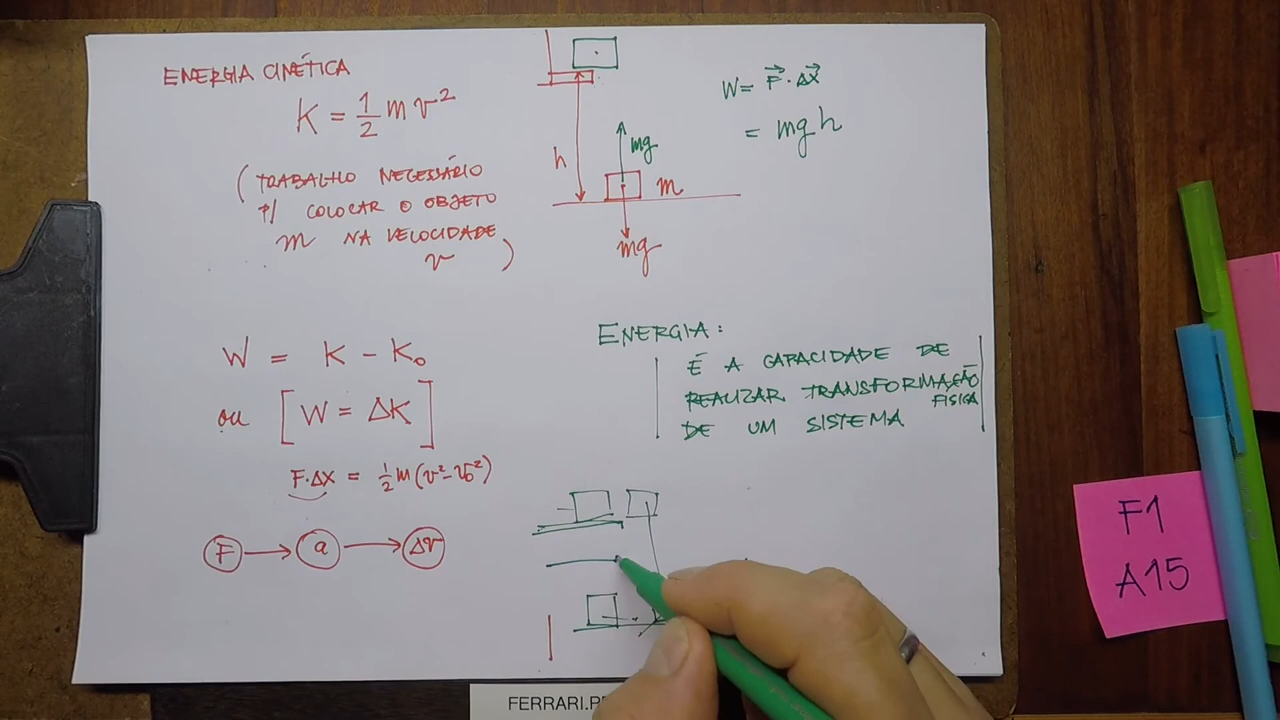 ENERGIA CINÉTICA
K = 1/2 m v²
( TRABALHO NECESSÁRIO
P/ COLOCAR O OBJETO
m NA VELOCIDADE
v )
W = K - K₀
ou [ W = ΔK ]
F·Δx = 1/2 m (v² - v₀²)
F → a → Δv
h
mg
m
mg
W = F⃗ · Δx⃗
= mgh
ENERGIA:
É A CAPACIDADE DE
REALIZAR TRANSFORMAÇÃO
FÍSICA
DE UM SISTEMA
F1
A15